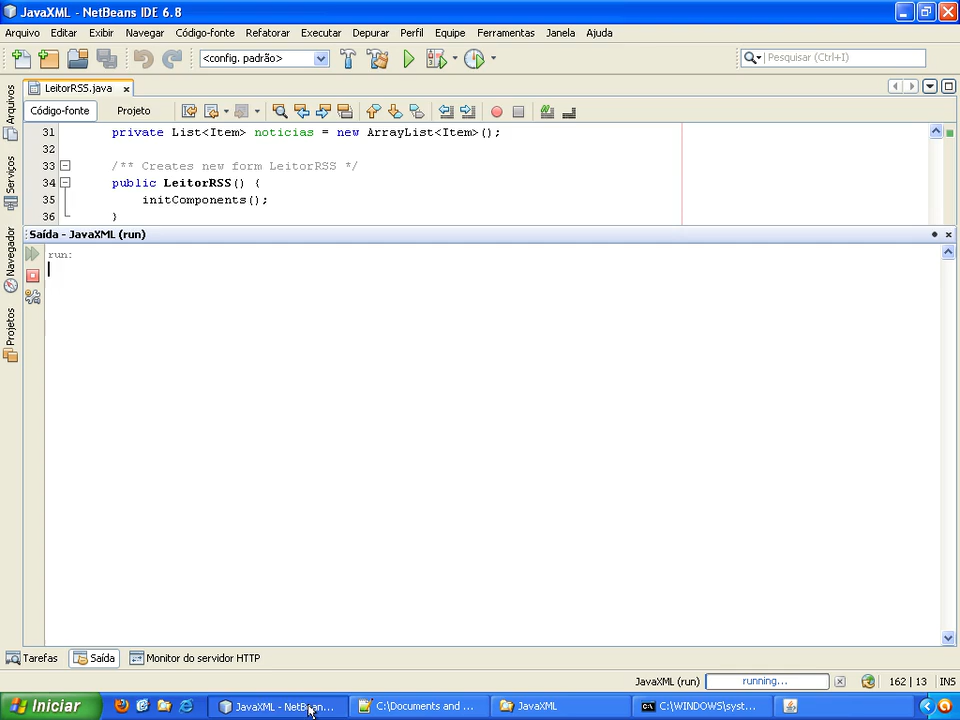 JavaXML - NetBeans IDE 6.8
Arquivo Editar Exibir Navegar Código-fonte Refatorar Executar Depurar Perfil Equipe Ferramentas Janela Ajuda
<config. padrão> Pesquisar (Ctrl+I)
LeitorRSS.java
Código-fonte Projeto
31 private List<Item> noticias = new ArrayList<Item>();
32
33 /** Creates new form LeitorRSS */
34 public LeitorRSS() {
35 initComponents();
36 }
Arquivos
Serviços
Navegador
Projetos
Saída - JavaXML (run)
run:
Tarefas Saída Monitor do servidor HTTP
JavaXML (run) running... 162 | 13 INS
Iniciar JavaXML - NetBean... C:\Documents and ... JavaXML C:\WINDOWS\syst...